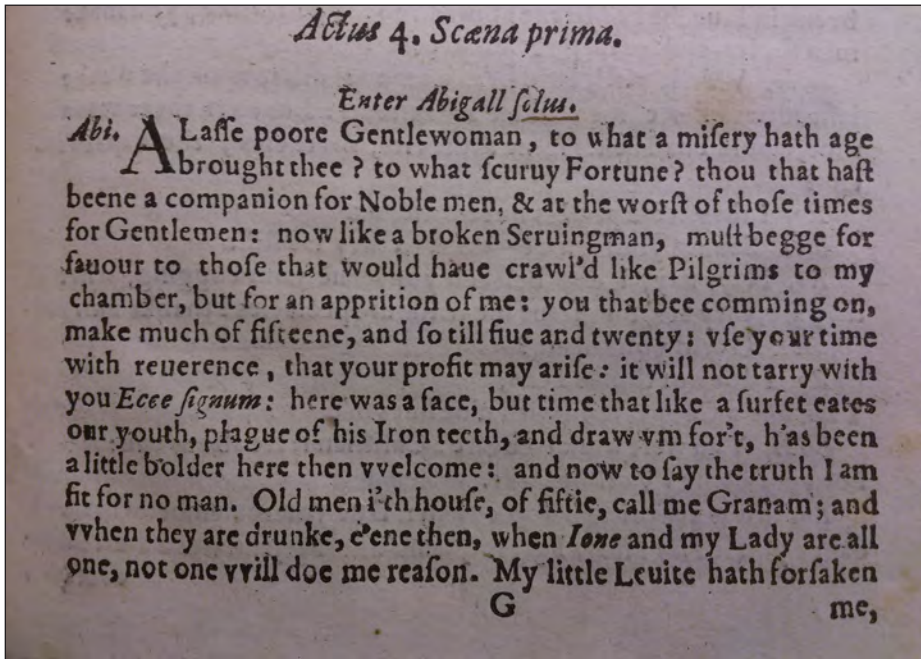 Actus 4. Scæna prima.
Enter Abigall ſolus.
Abi. ALaſſe poore Gentlewoman, to what a miſery hath age
brought thee? to what ſcuruy Fortune? thou that haſt
beene a companion for Noble men, & at the worſt of thoſe times
for Gentlemen: now like a broken Seruingman, muſt begge for
fauour to thoſe that would haue crawl'd like Pilgrims to my
chamber, but for an apprition of me: you that bee comming on,
make much of fifteene, and ſo till fiue and twenty: vſe your time
with reuerence, that your profit may ariſe: it will not tarry with
you Ecee ſignum: here was a face, but time that like a ſurfet eates
our youth, plague of his Iron teeth, and draw vm for't, h'as been
a little bolder here then vvelcome: and now to ſay the truth I am
fit for no man. Old men i'th houſe, of fiftie, call me Granam; and
vvhen they are drunke, e'ene then, when Ione and my Lady are all
one, not one vvill doe me reaſon. My little Leuite hath forſaken
G me,